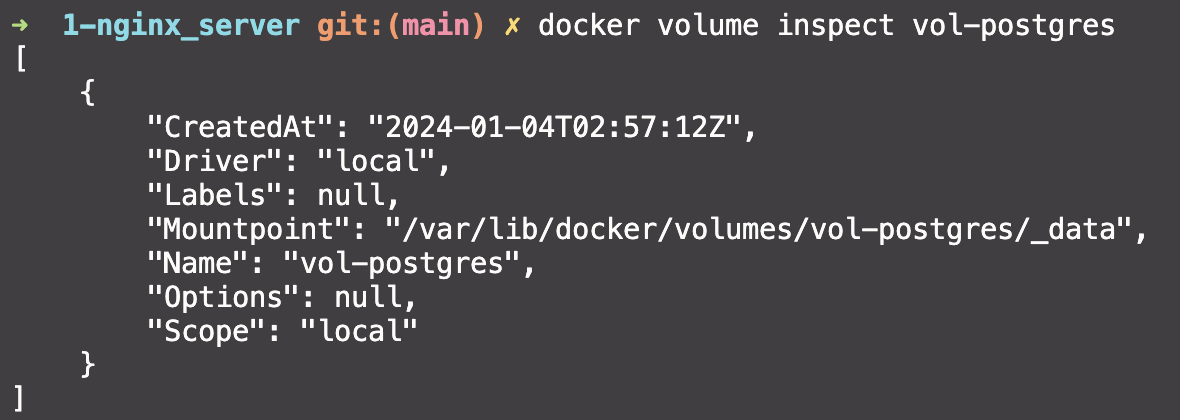 ➜  1-nginx_server git:(main) ✗ docker volume inspect vol-postgres
[
    {
        "CreatedAt": "2024-01-04T02:57:12Z",
        "Driver": "local",
        "Labels": null,
        "Mountpoint": "/var/lib/docker/volumes/vol-postgres/_data",
        "Name": "vol-postgres",
        "Options": null,
        "Scope": "local"
    }
]